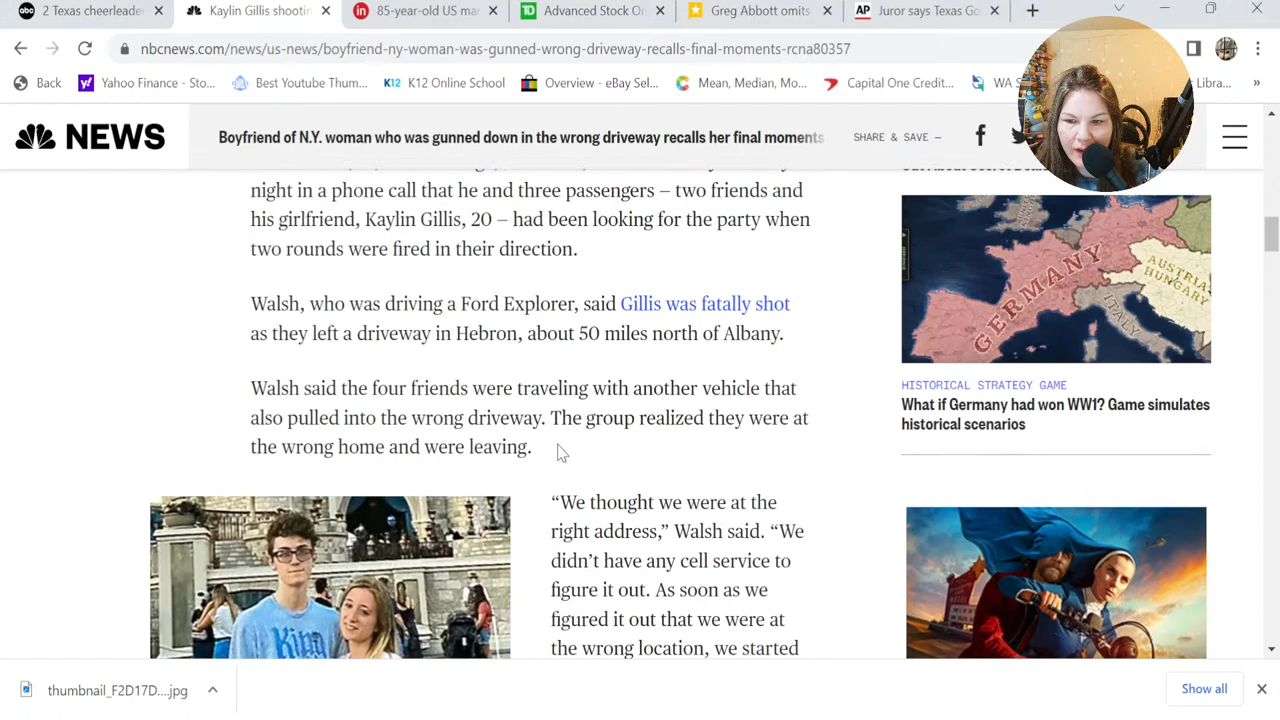 abc 2 Texas cheerleader
Kaylin Gillis shootin
in 85-year-old US ma
TD Advanced Stock O
Greg Abbott omits
AP Juror says Texas Go
nbcnews.com/news/us-news/boyfriend-ny-woman-was-gunned-wrong-driveway-recalls-final-moments-rcna80357
Back
Yahoo Finance - Sto...
Best Youtube Thum...
K12 K12 Online School
Overview - eBay Sel...
Mean, Median, Mo...
Capital One Credit...
WA S
Libra...
»
NEWS
Boyfriend of N.Y. woman who was gunned down in the wrong driveway recalls her final moments
SHARE & SAVE —
night in a phone call that he and three passengers — two friends and
his girlfriend, Kaylin Gillis, 20 — had been looking for the party when
two rounds were fired in their direction.
Walsh, who was driving a Ford Explorer, said Gillis was fatally shot
as they left a driveway in Hebron, about 50 miles north of Albany.
Walsh said the four friends were traveling with another vehicle that
also pulled into the wrong driveway. The group realized they were at
the wrong home and were leaving.
“We thought we were at the
right address,” Walsh said. “We
didn’t have any cell service to
figure it out. As soon as we
figured it out that we were at
the wrong location, we started
King
GERMANY
AUSTRIA
HUNGARY
ITALY
HISTORICAL STRATEGY GAME
What if Germany had won WW1? Game simulates
historical scenarios
thumbnail_F2D17D....jpg
Show all